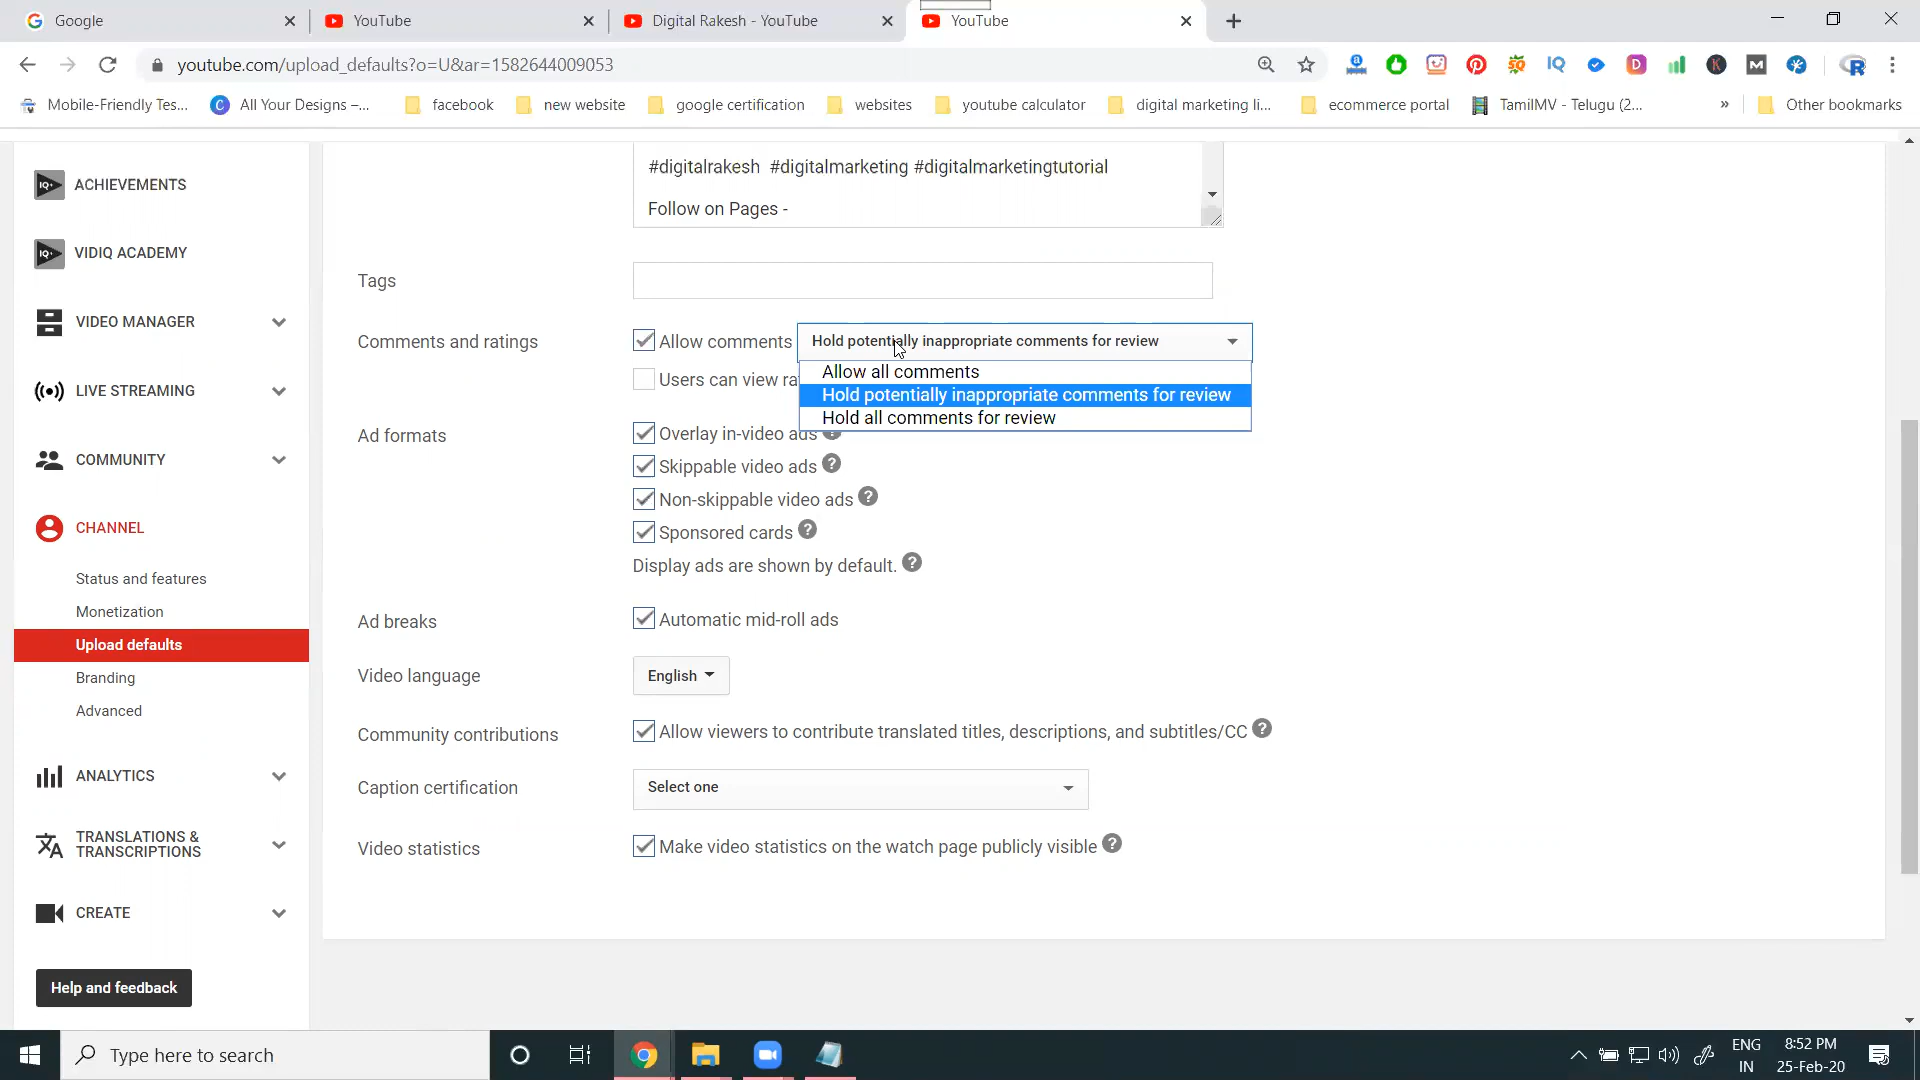 Google
YouTube
Digital Rakesh - YouTube
YouTube
youtube.com/upload_defaults?o=U&ar=1582644009053
Mobile-Friendly Tes...
All Your Designs –...
facebook
new website
google certification
websites
youtube calculator
digital marketing li...
ecommerce portal
TamilMV - Telugu (2...
»
Other bookmarks
ACHIEVEMENTS
VIDIQ ACADEMY
VIDEO MANAGER
LIVE STREAMING
COMMUNITY
CHANNEL
Status and features
Monetization
Upload defaults
Branding
Advanced
ANALYTICS
TRANSLATIONS &
TRANSCRIPTIONS
CREATE
Help and feedback
#digitalrakesh #digitalmarketing #digitalmarketingtutorial
Follow on Pages -
Tags
Comments and ratings
Allow comments
Hold potentially inappropriate comments for review
Allow all comments
Hold potentially inappropriate comments for review
Hold all comments for review
Users can view ra
Ad formats
Overlay in-video ads
Skippable video ads
Non-skippable video ads
Sponsored cards
Display ads are shown by default.
Ad breaks
Automatic mid-roll ads
Video language
English
Community contributions
Allow viewers to contribute translated titles, descriptions, and subtitles/CC
Caption certification
Select one
Video statistics
Make video statistics on the watch page publicly visible
Type here to search
ENG
IN
8:52 PM
25-Feb-20